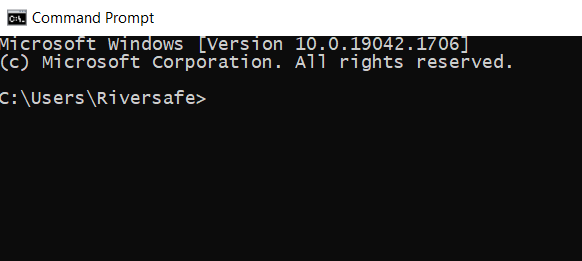 Command Prompt
Microsoft Windows [Version 10.0.19042.1706]
(c) Microsoft Corporation. All rights reserved.
C:\Users\Riversafe>